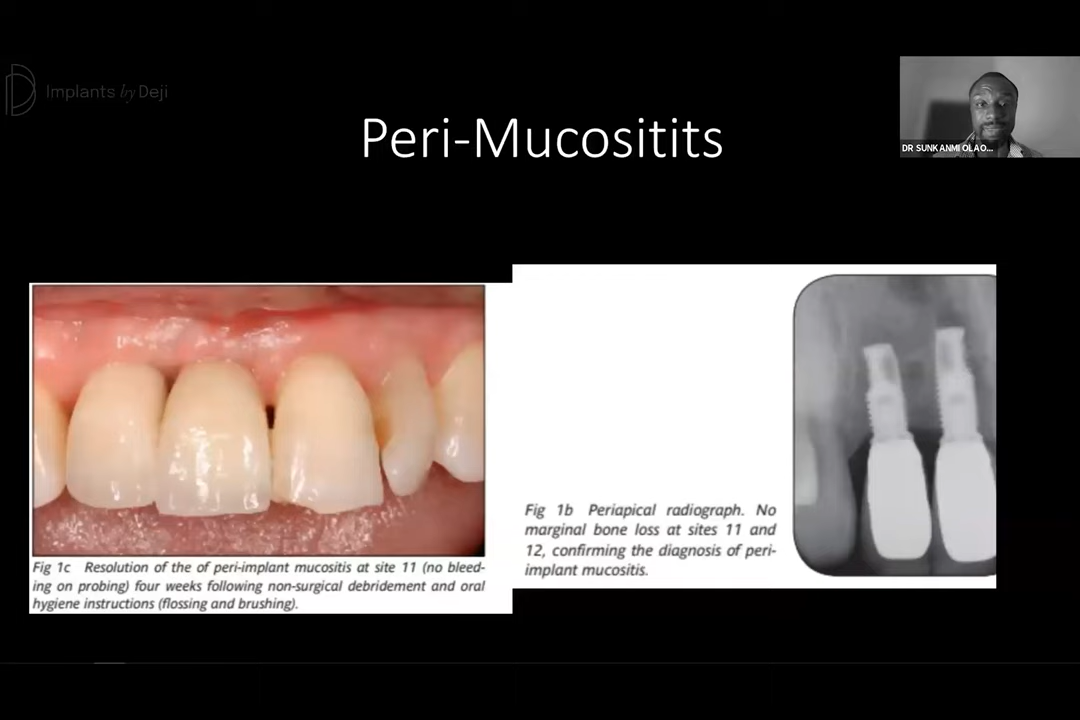 Implants by Deji
Peri-Mucositits
DR SUNKANMI OLAO...
Fig 1c Resolution of the of peri-implant mucositis at site 11 (no bleed-
ing on probing) four weeks following non-surgical debridement and oral
hygiene instructions (flossing and brushing).
Fig 1b Periapical radiograph. No
marginal bone loss at sites 11 and
12, confirming the diagnosis of peri-
implant mucositis.